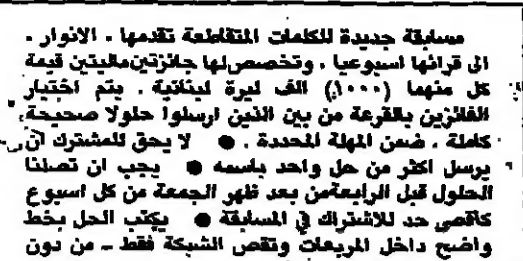 مسابقة جديدة للكلمات المتقاطعة تقدمها ، الانوار ،
الى قرائها اسبوعيا ، وتخصص لها جائزتين ماليتين قيمة
كل منهما (١٠٠٠) الف ليرة لبنانية . يتم اختيار
الفائزين بالقرعة من بين الذين ارسلوا حلولا صحيحة
كاملة ، ضمن المهلة المحددة . ● لا يحق للمشترك ان
يرسل اكثر من حل واحد باسمه ● يجب ان تصلنا
الحلول قبل الرابعة من بعد ظهر الجمعة من كل اسبوع
كاقصى حد للاشتراك في المسابقة ● يكتب الحل بخط
واضح داخل المربعات وتقص الشبكة فقط ـ من دون